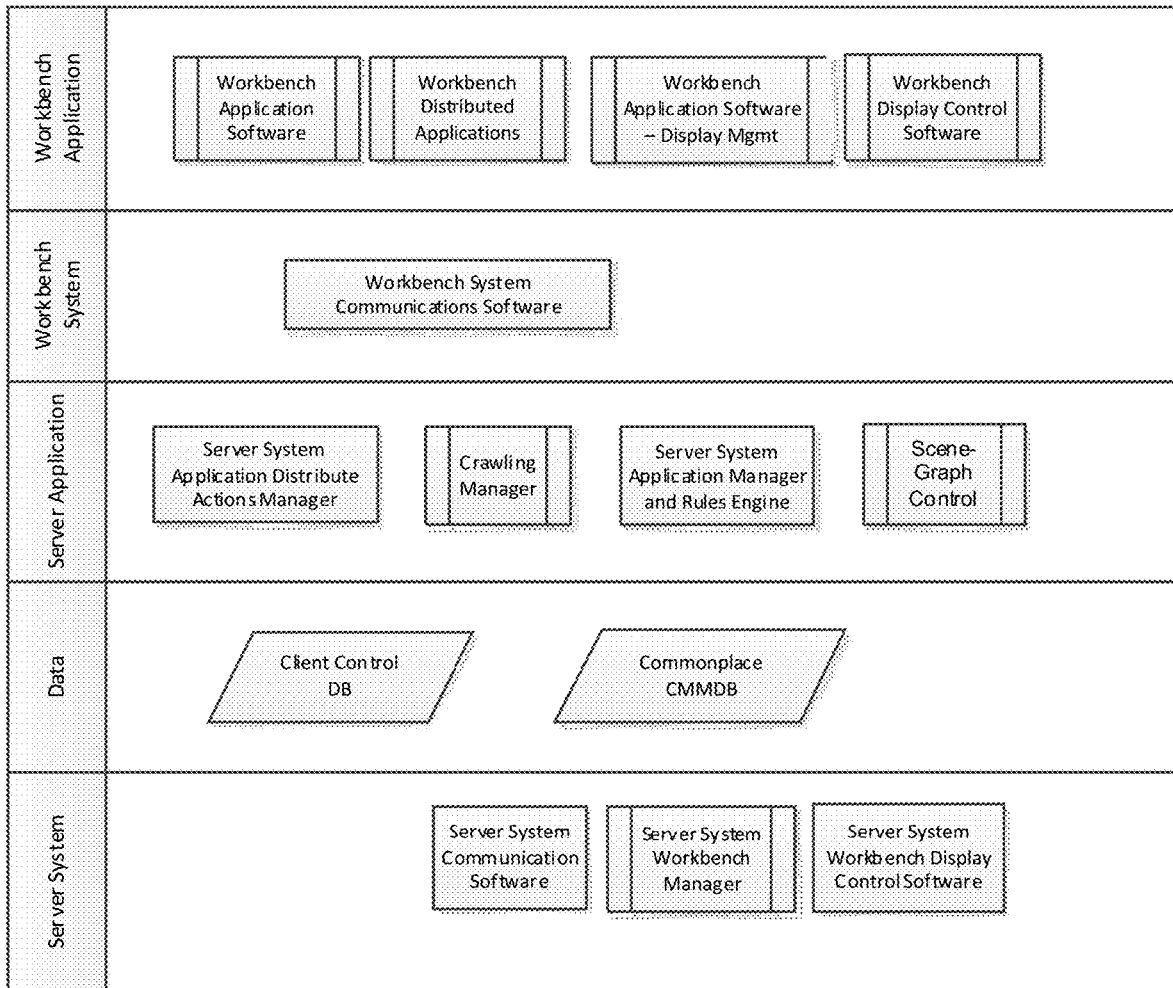 Workbench
Application
Workbench
Application
Software
Workbench
Distributed
Applications
Workbench
Application Software
– Display Mgmt
Workbench
Display Control
Software
Workbench
System
Workbench System
Communications Software
Server Application
Server System
Application Distribute
Actions Manager
Crawling
Manager
Server System
Application Manager
and Rules Engine
Scene-
Graph
Control
Data
Client Control
DB
Commonplace
CMMDB
Server System
Server System
Communication
Software
Server System
Workbench
Manager
Server System
Workbench Display
Control Software